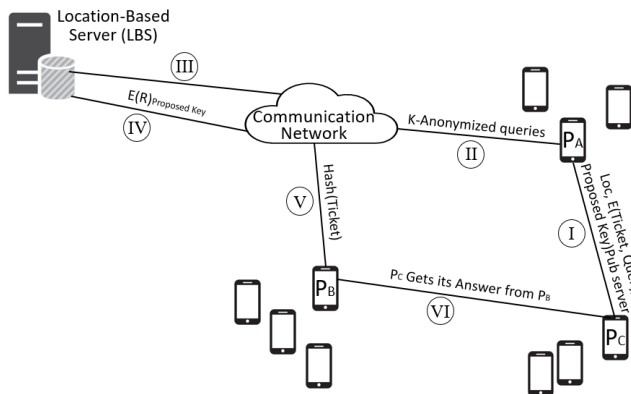 Location-Based
Server (LBS)
III
E(R)Proposed Key
IV
Communication
Network
K-Anonymized queries
II
PA
Loc, E(Ticket, Query,
Proposed Key)Pub server
I
V
Hash(Ticket)
PB
PC Gets its Answer from PB
VI
PC